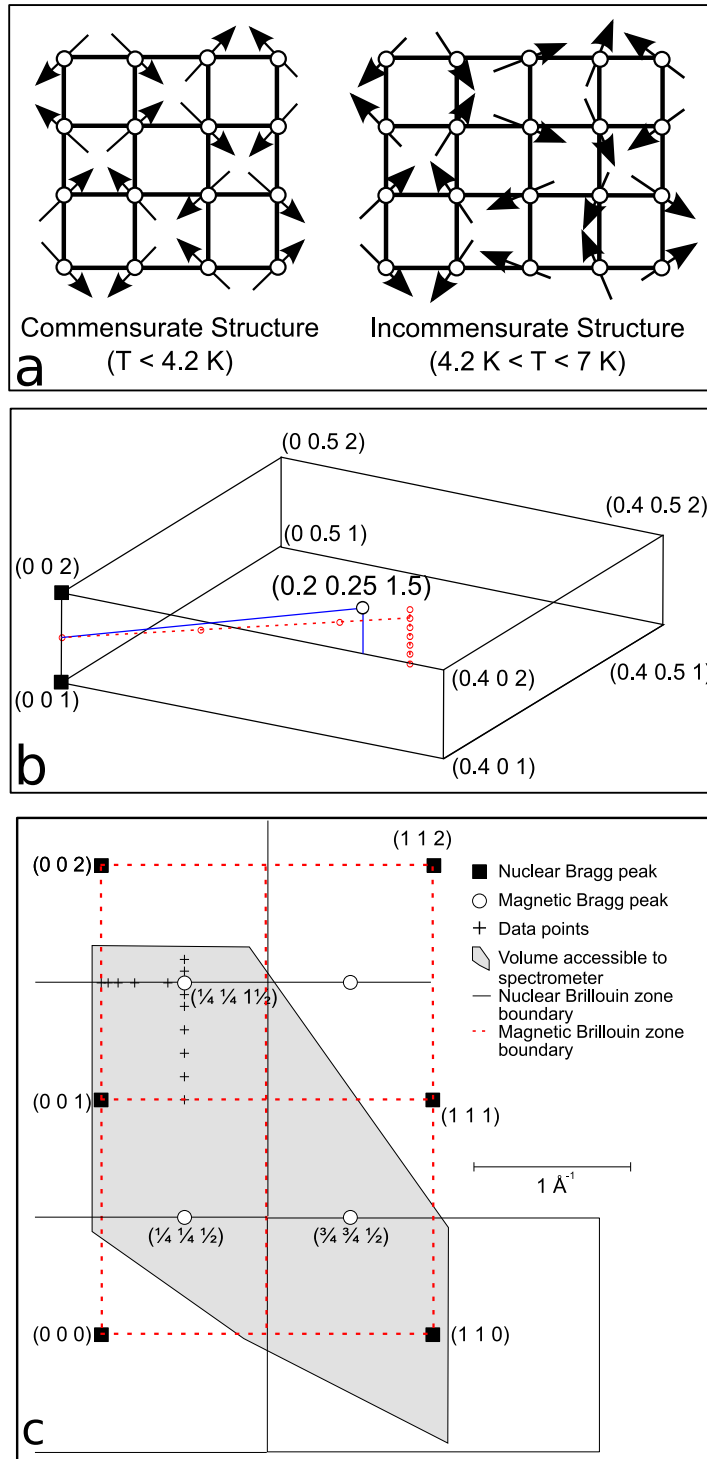 Commensurate Structure
(T < 4.2 K)
Incommensurate Structure
(4.2 K < T < 7 K)
a
(0 0.5 2)
(0.4 0.5 2)
(0 0.5 1)
(0 0 2)
(0.2 0.25 1.5)
(0 0 1)
(0.4 0 2)
(0.4 0.5 1)
(0.4 0 1)
b
(0 0 2)
(1 1 2)
Nuclear Bragg peak
Magnetic Bragg peak
Data points
Volume accessible to
spectrometer
Nuclear Brillouin zone
boundary
Magnetic Brillouin zone
boundary
(¼ ¼ 1½)
(0 0 1)
(1 1 1)
1 Å⁻¹
(¼ ¼ ½)
(¾ ¾ ½)
(0 0 0)
(1 1 0)
c